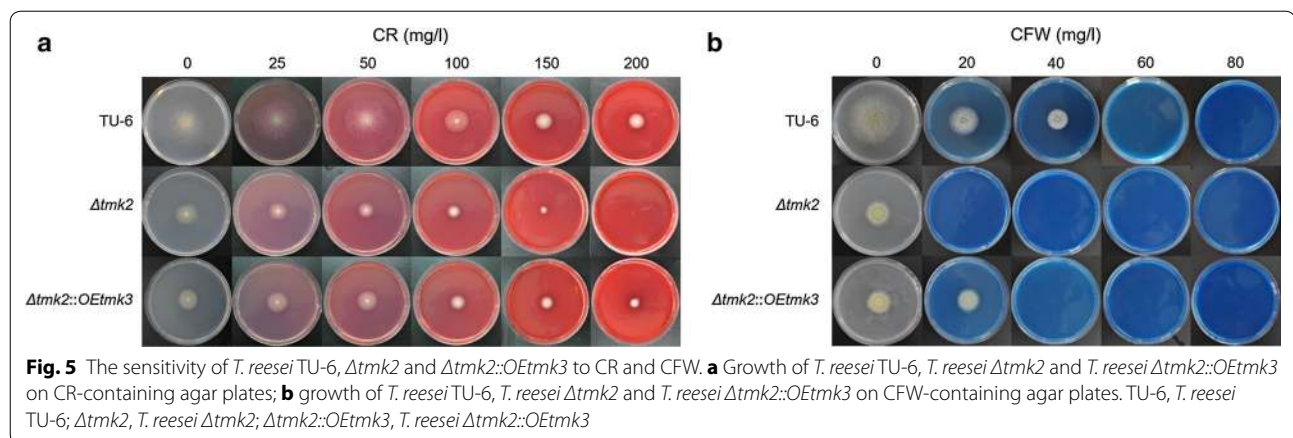 a
CR (mg/l)
0 25 50 100 150 200
TU-6
Δtmk2
Δtmk2::OEtmk3
b
CFW (mg/l)
0 20 40 60 80
TU-6
Δtmk2
Δtmk2::OEtmk3
Fig. 5 The sensitivity of T. reesei TU-6, Δtmk2 and Δtmk2::OEtmk3 to CR and CFW. a Growth of T. reesei TU-6, T. reesei Δtmk2 and T. reesei Δtmk2::OEtmk3
on CR-containing agar plates; b growth of T. reesei TU-6, T. reesei Δtmk2 and T. reesei Δtmk2::OEtmk3 on CFW-containing agar plates. TU-6, T. reesei
TU-6; Δtmk2, T. reesei Δtmk2; Δtmk2::OEtmk3, T. reesei Δtmk2::OEtmk3